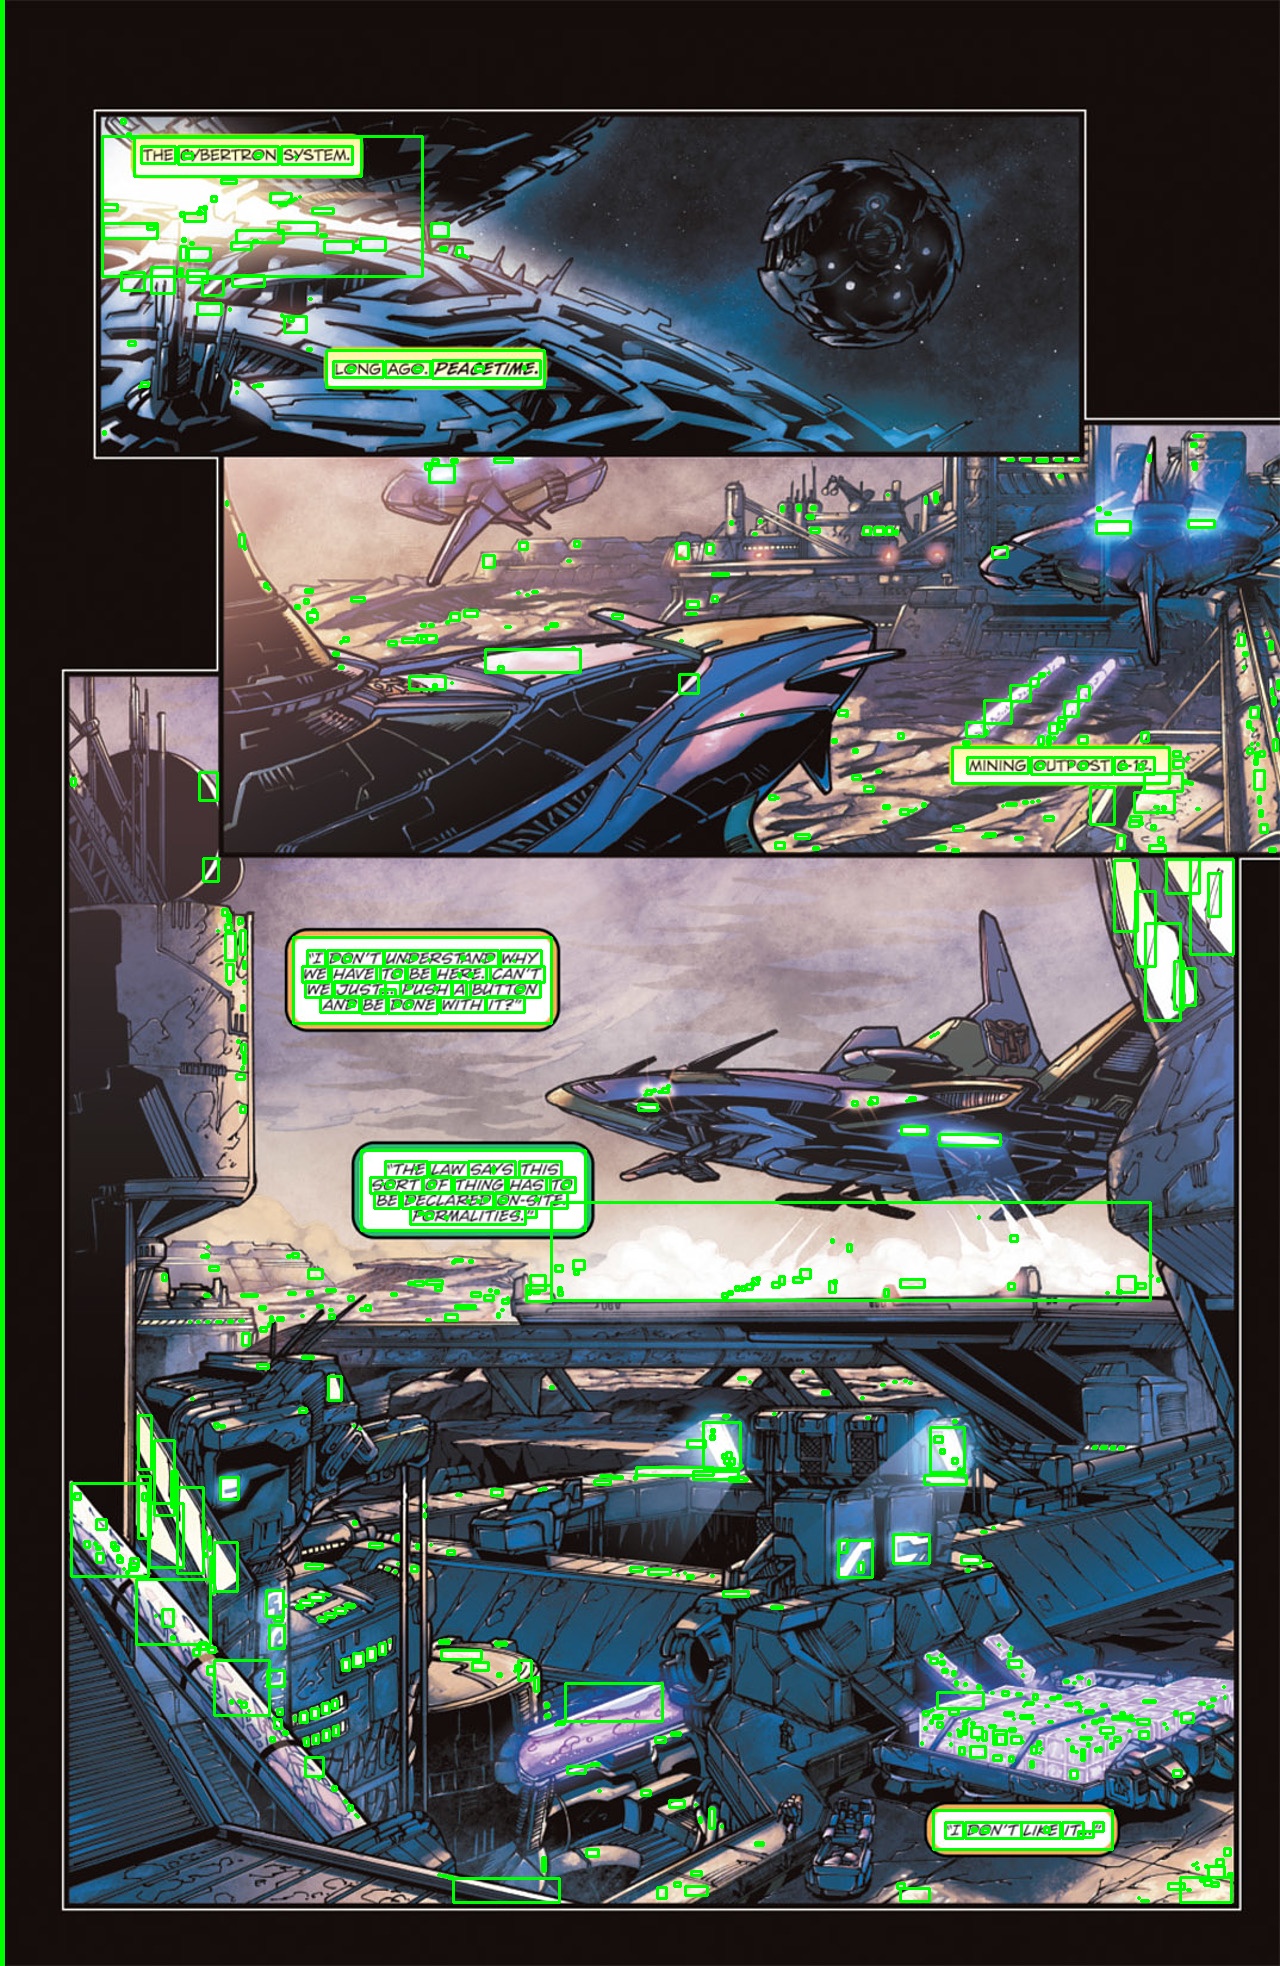 THE CYBERTRON SYSTEM.
LONG AGO. PEACETIME.
MINING OUTPOST C-12.
"I DON'T UNDERSTAND WHY
WE HAVE TO BE HERE. CAN'T
WE JUST... PUSH A BUTTON
AND BE DONE WITH IT?"
"THE LAW SAYS THIS
SORT OF THING HAS TO
BE DECLARED ON-SITE.
FORMALITIES."
"I DON'T LIKE IT..."